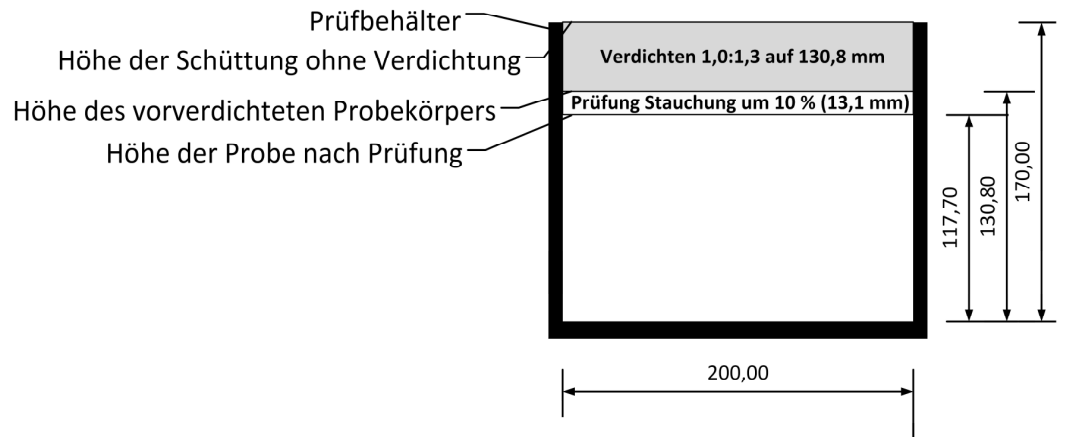 Prüfbehälter
Höhe der Schüttung ohne Verdichtung
Verdichten 1,0:1,3 auf 130,8 mm
Höhe des vorverdichteten Probekörpers
Prüfung Stauchung um 10 % (13,1 mm)
Höhe der Probe nach Prüfung
117,70
130,80
170,00
200,00